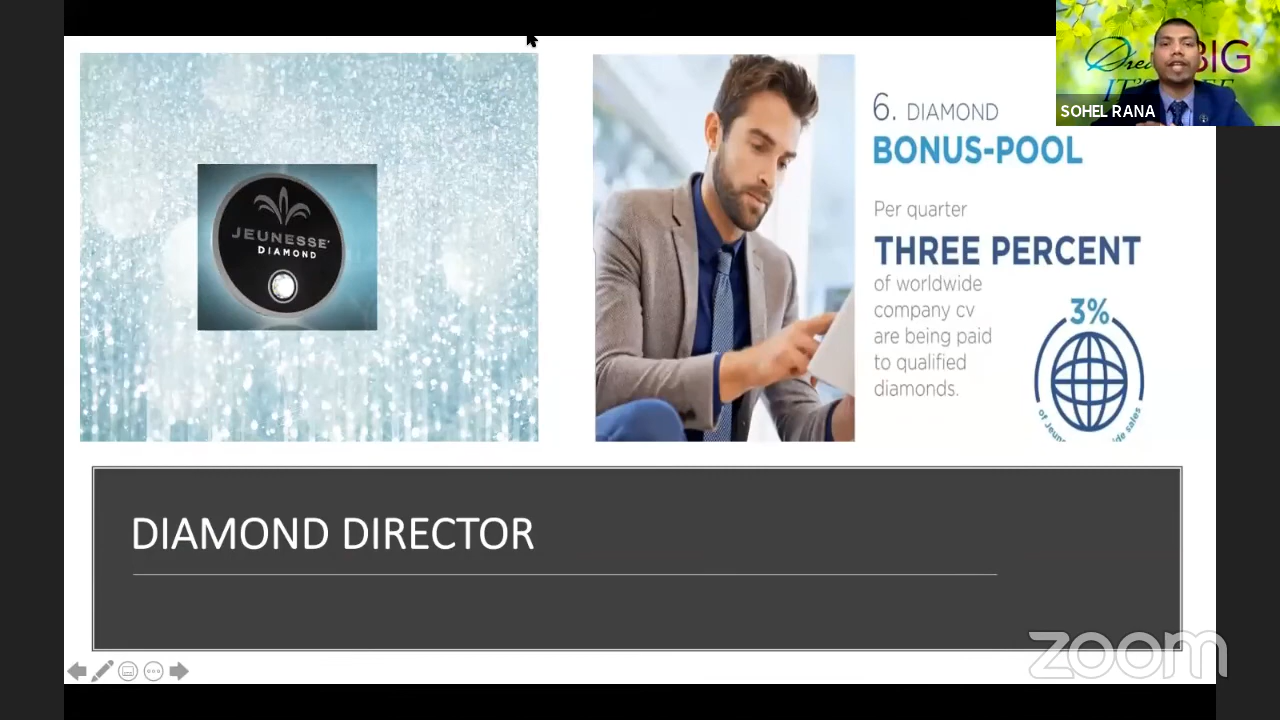 JEUNESSE
DIAMOND
6. DIAMOND
BONUS-POOL
Per quarter
THREE PERCENT
of worldwide
company cv
are being paid
to qualified
diamonds.
3%
BIG
SOHEL RANA
DIAMOND DIRECTOR
zoom